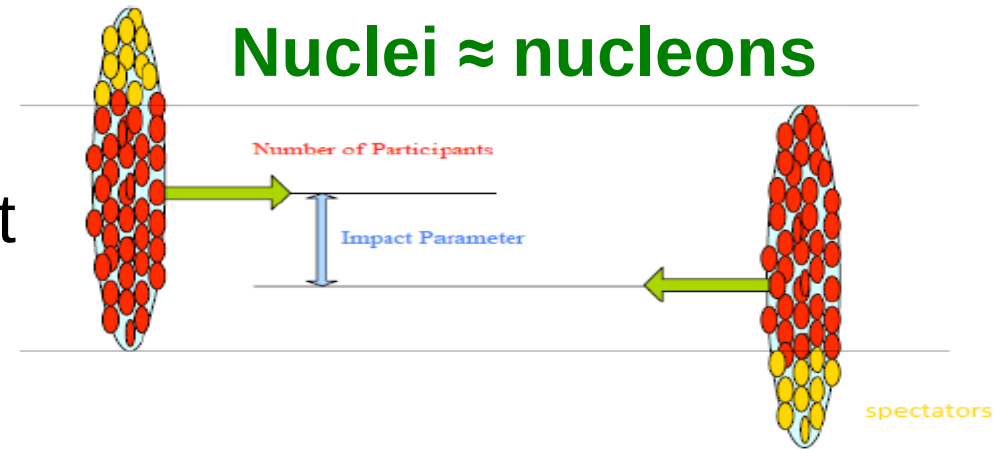 Nuclei ≈ nucleons
Number of Participants
t
Impact Parameter
spectators